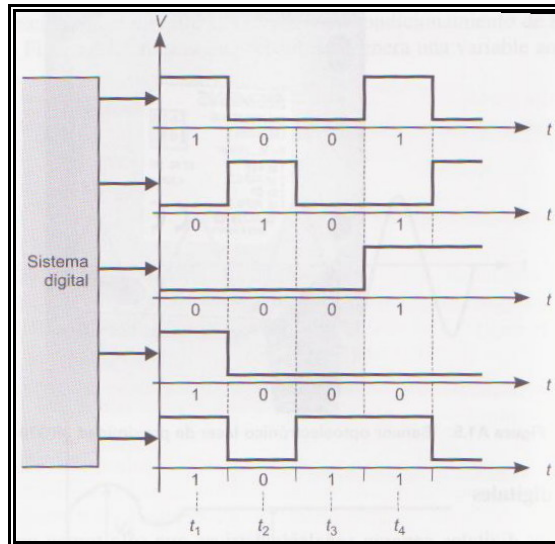 V
1 0 0 1 t
0 1 0 1 t
Sistema
digital
0 0 0 1 t
1 0 0 0 t
1 0 1 1 t
t1 t2 t3 t4